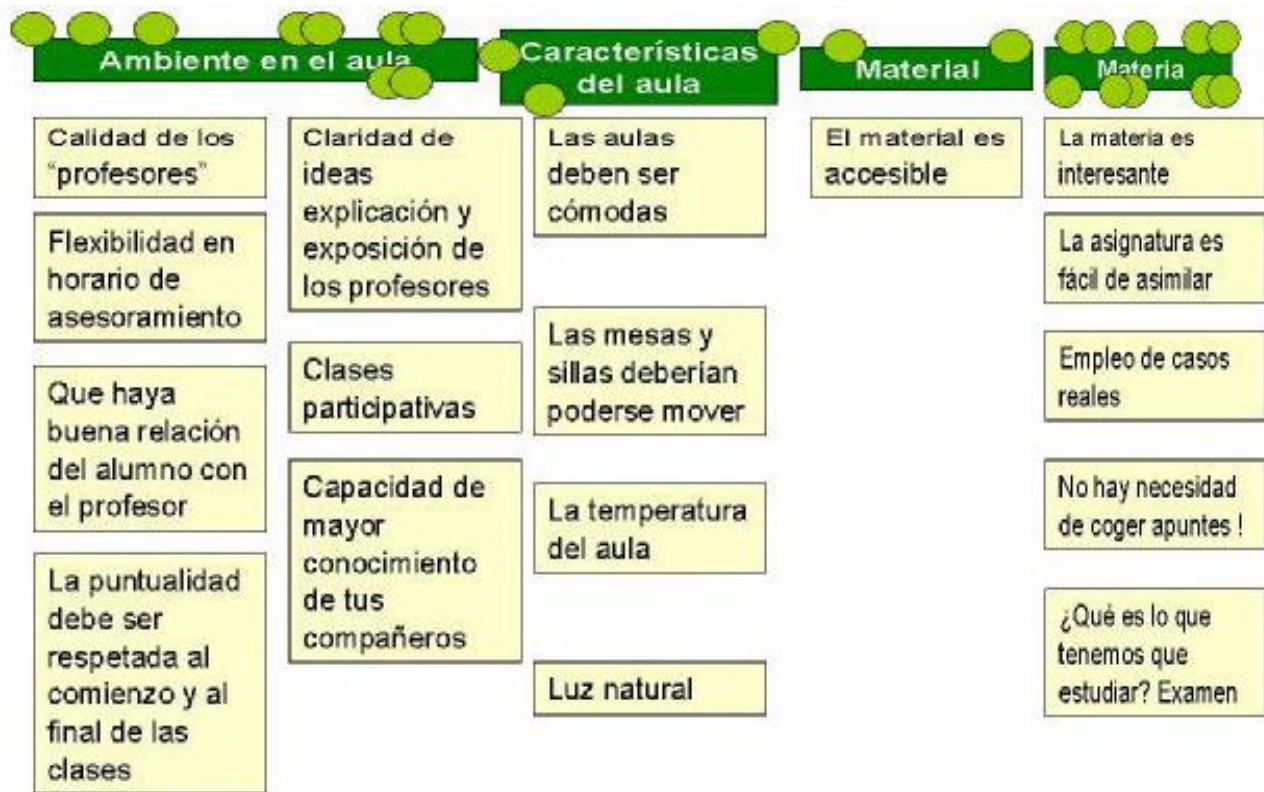 Ambiente en el aula
Calidad de los
"profesores"
Flexibilidad en
horario de
asesoramiento
Que haya
buena relación
del alumno con
el profesor
La puntualidad
debe ser
respetada al
comienzo y al
final de las
clases
Claridad de
ideas
explicación y
exposición de
los profesores
Clases
participativas
Capacidad de
mayor
conocimiento
de tus
compañeros
Características
del aula
Las aulas
deben ser
cómodas
Las mesas y
sillas deberian
poderse mover
La temperatura
del aula
Luz natural
Material
El material es
accesible
Materia
La materia es
interesante
La asignatura es
fácil de asimilar
Empleo de casos
reales
No hay necesidad
de coger apuntes !
¿Qué es lo que
tenemos que
estudiar? Examen